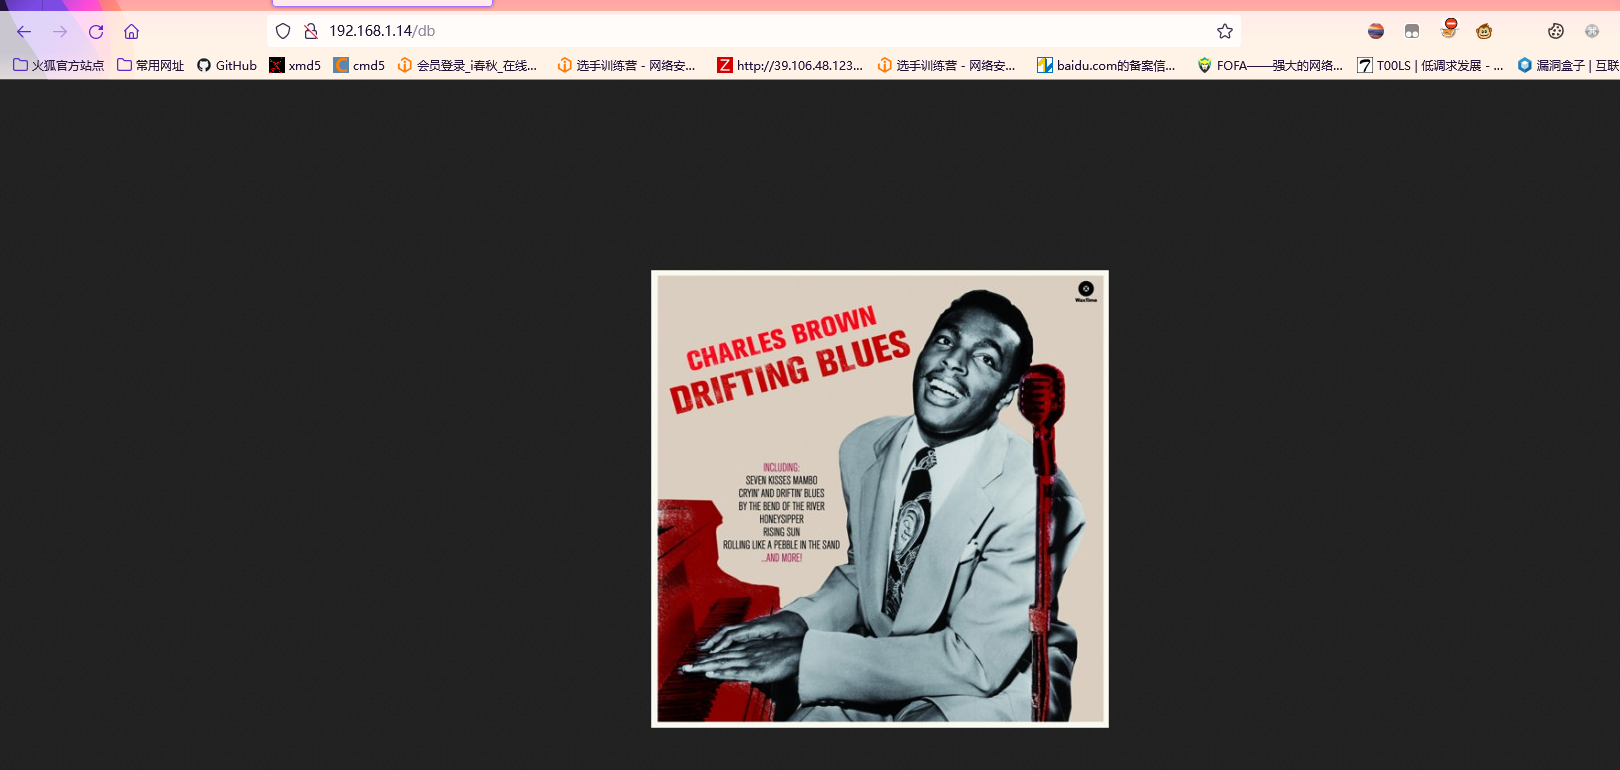 192.168.1.14/db
火狐官方站点 常用网址 GitHub xmd5 cmd5 会员登录_i春秋_在线... 选手训练营 - 网络安... http://39.106.48.123... 选手训练营 - 网络安... baidu.com的备案信... FOFA——强大的网络... T00LS | 低调求发展 - ... 漏洞盒子 | 互联
WaxTime
CHARLES BROWN
DRIFTING BLUES
INCLUDING:
SEVEN KISSES MAMBO
CRYIN' AND DRIFTIN' BLUES
BY THE BEND OF THE RIVER
HONEYSIPPER
RISING SUN
ROLLING LIKE A PEBBLE IN THE SAND
...AND MORE!